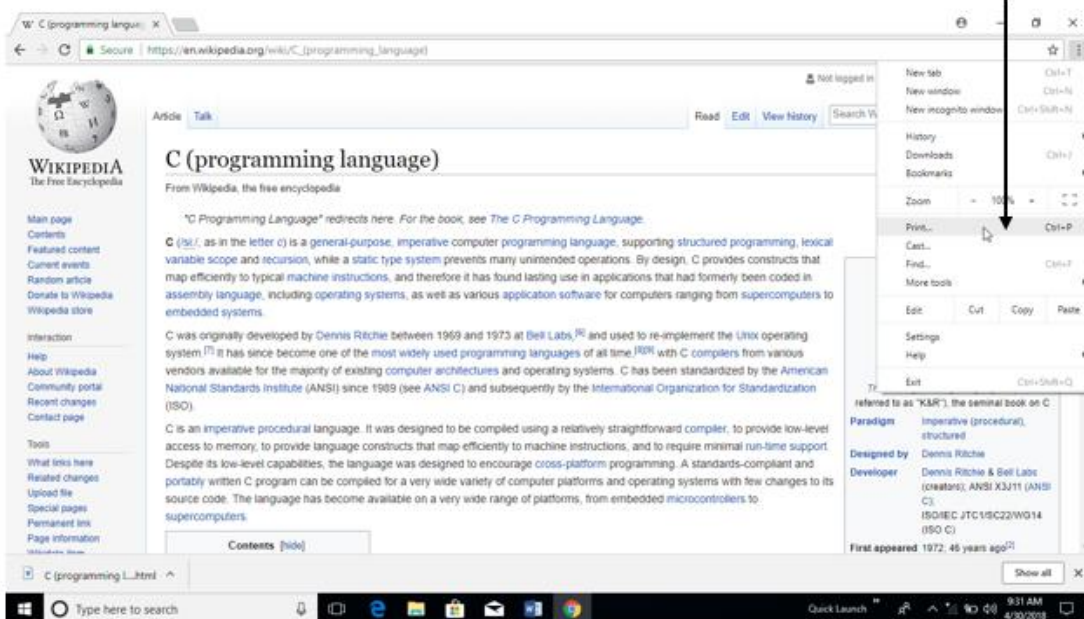 W C (programming langua
Secure https://en.wikipedia.org/wiki/C_(programming_language)
Not logged in
WIKIPEDIA
The Free Encyclopedia
Article Talk Read Edit View history Search W
C (programming language)
From Wikipedia, the free encyclopedia
"C Programming Language" redirects here. For the book, see The C Programming Language.
C (/siː/, as in the letter c) is a general-purpose, imperative computer programming language, supporting structured programming, lexical
variable scope and recursion, while a static type system prevents many unintended operations. By design, C provides constructs that
map efficiently to typical machine instructions, and therefore it has found lasting use in applications that had formerly been coded in
assembly language, including operating systems, as well as various application software for computers ranging from supercomputers to
embedded systems.
C was originally developed by Dennis Ritchie between 1969 and 1973 at Bell Labs,[6] and used to re-implement the Unix operating
system.[7] It has since become one of the most widely used programming languages of all time,[8][9] with C compilers from various
vendors available for the majority of existing computer architectures and operating systems. C has been standardized by the American
National Standards Institute (ANSI) since 1989 (see ANSI C) and subsequently by the International Organization for Standardization
(ISO).
C is an imperative procedural language. It was designed to be compiled using a relatively straightforward compiler, to provide low-level
access to memory, to provide language constructs that map efficiently to machine instructions, and to require minimal run-time support.
Despite its low-level capabilities, the language was designed to encourage cross-platform programming. A standards-compliant and
portably written C program can be compiled for a very wide variety of computer platforms and operating systems with few changes to its
source code. The language has become available on a very wide range of platforms, from embedded microcontrollers to
supercomputers.
Contents [hide]
Main page
Contents
Featured content
Current events
Random article
Donate to Wikipedia
Wikipedia store
Interaction
Help
About Wikipedia
Community portal
Recent changes
Contact page
Tools
What links here
Related changes
Upload file
Special pages
Permanent link
Page information
New tab Ctrl+T
New window Ctrl+N
New incognito window Ctrl+Shift+N
History
Downloads Ctrl+J
Bookmarks
Zoom - 100% +
Print... Ctrl+P
Cast...
Find... Ctrl+F
More tools
Edit Cut Copy Paste
Settings
Help
Exit Ctrl+Shift+Q
referred to as "K&R"), the seminal book on C
Paradigm Imperative (procedural),
structured
Designed by Dennis Ritchie
Developer Dennis Ritchie & Bell Labs
(creators); ANSI X3J11 (ANSI
C);
ISO/IEC JTC1/SC22/WG14
(ISO C)
First appeared 1972; 46 years ago[2]
C (programming l....html Show all
Type here to search Quick Launch 9:31 AM
4/30/2018